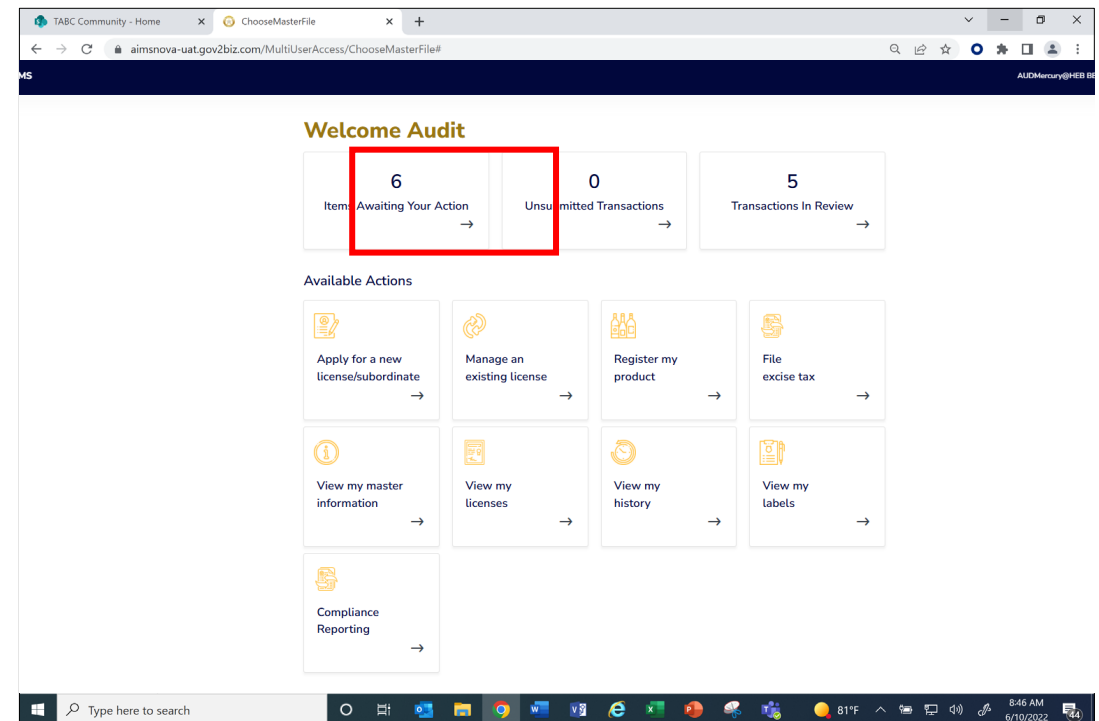 TABC Community - Home
ChooseMasterFile
aimsnova-uat.gov2biz.com/MultiUserAccess/ChooseMasterFile#
MS
AUDMercury@HEB BE
Welcome Audit
6
Items Awaiting Your Action
0
Unsubmitted Transactions
5
Transactions In Review
Available Actions
Apply for a new
license/subordinate
Manage an
existing license
Register my
product
File
excise tax
View my master
information
View my
licenses
View my
history
View my
labels
Compliance
Reporting
Type here to search
81°F
8:46 AM
6/10/2022
44